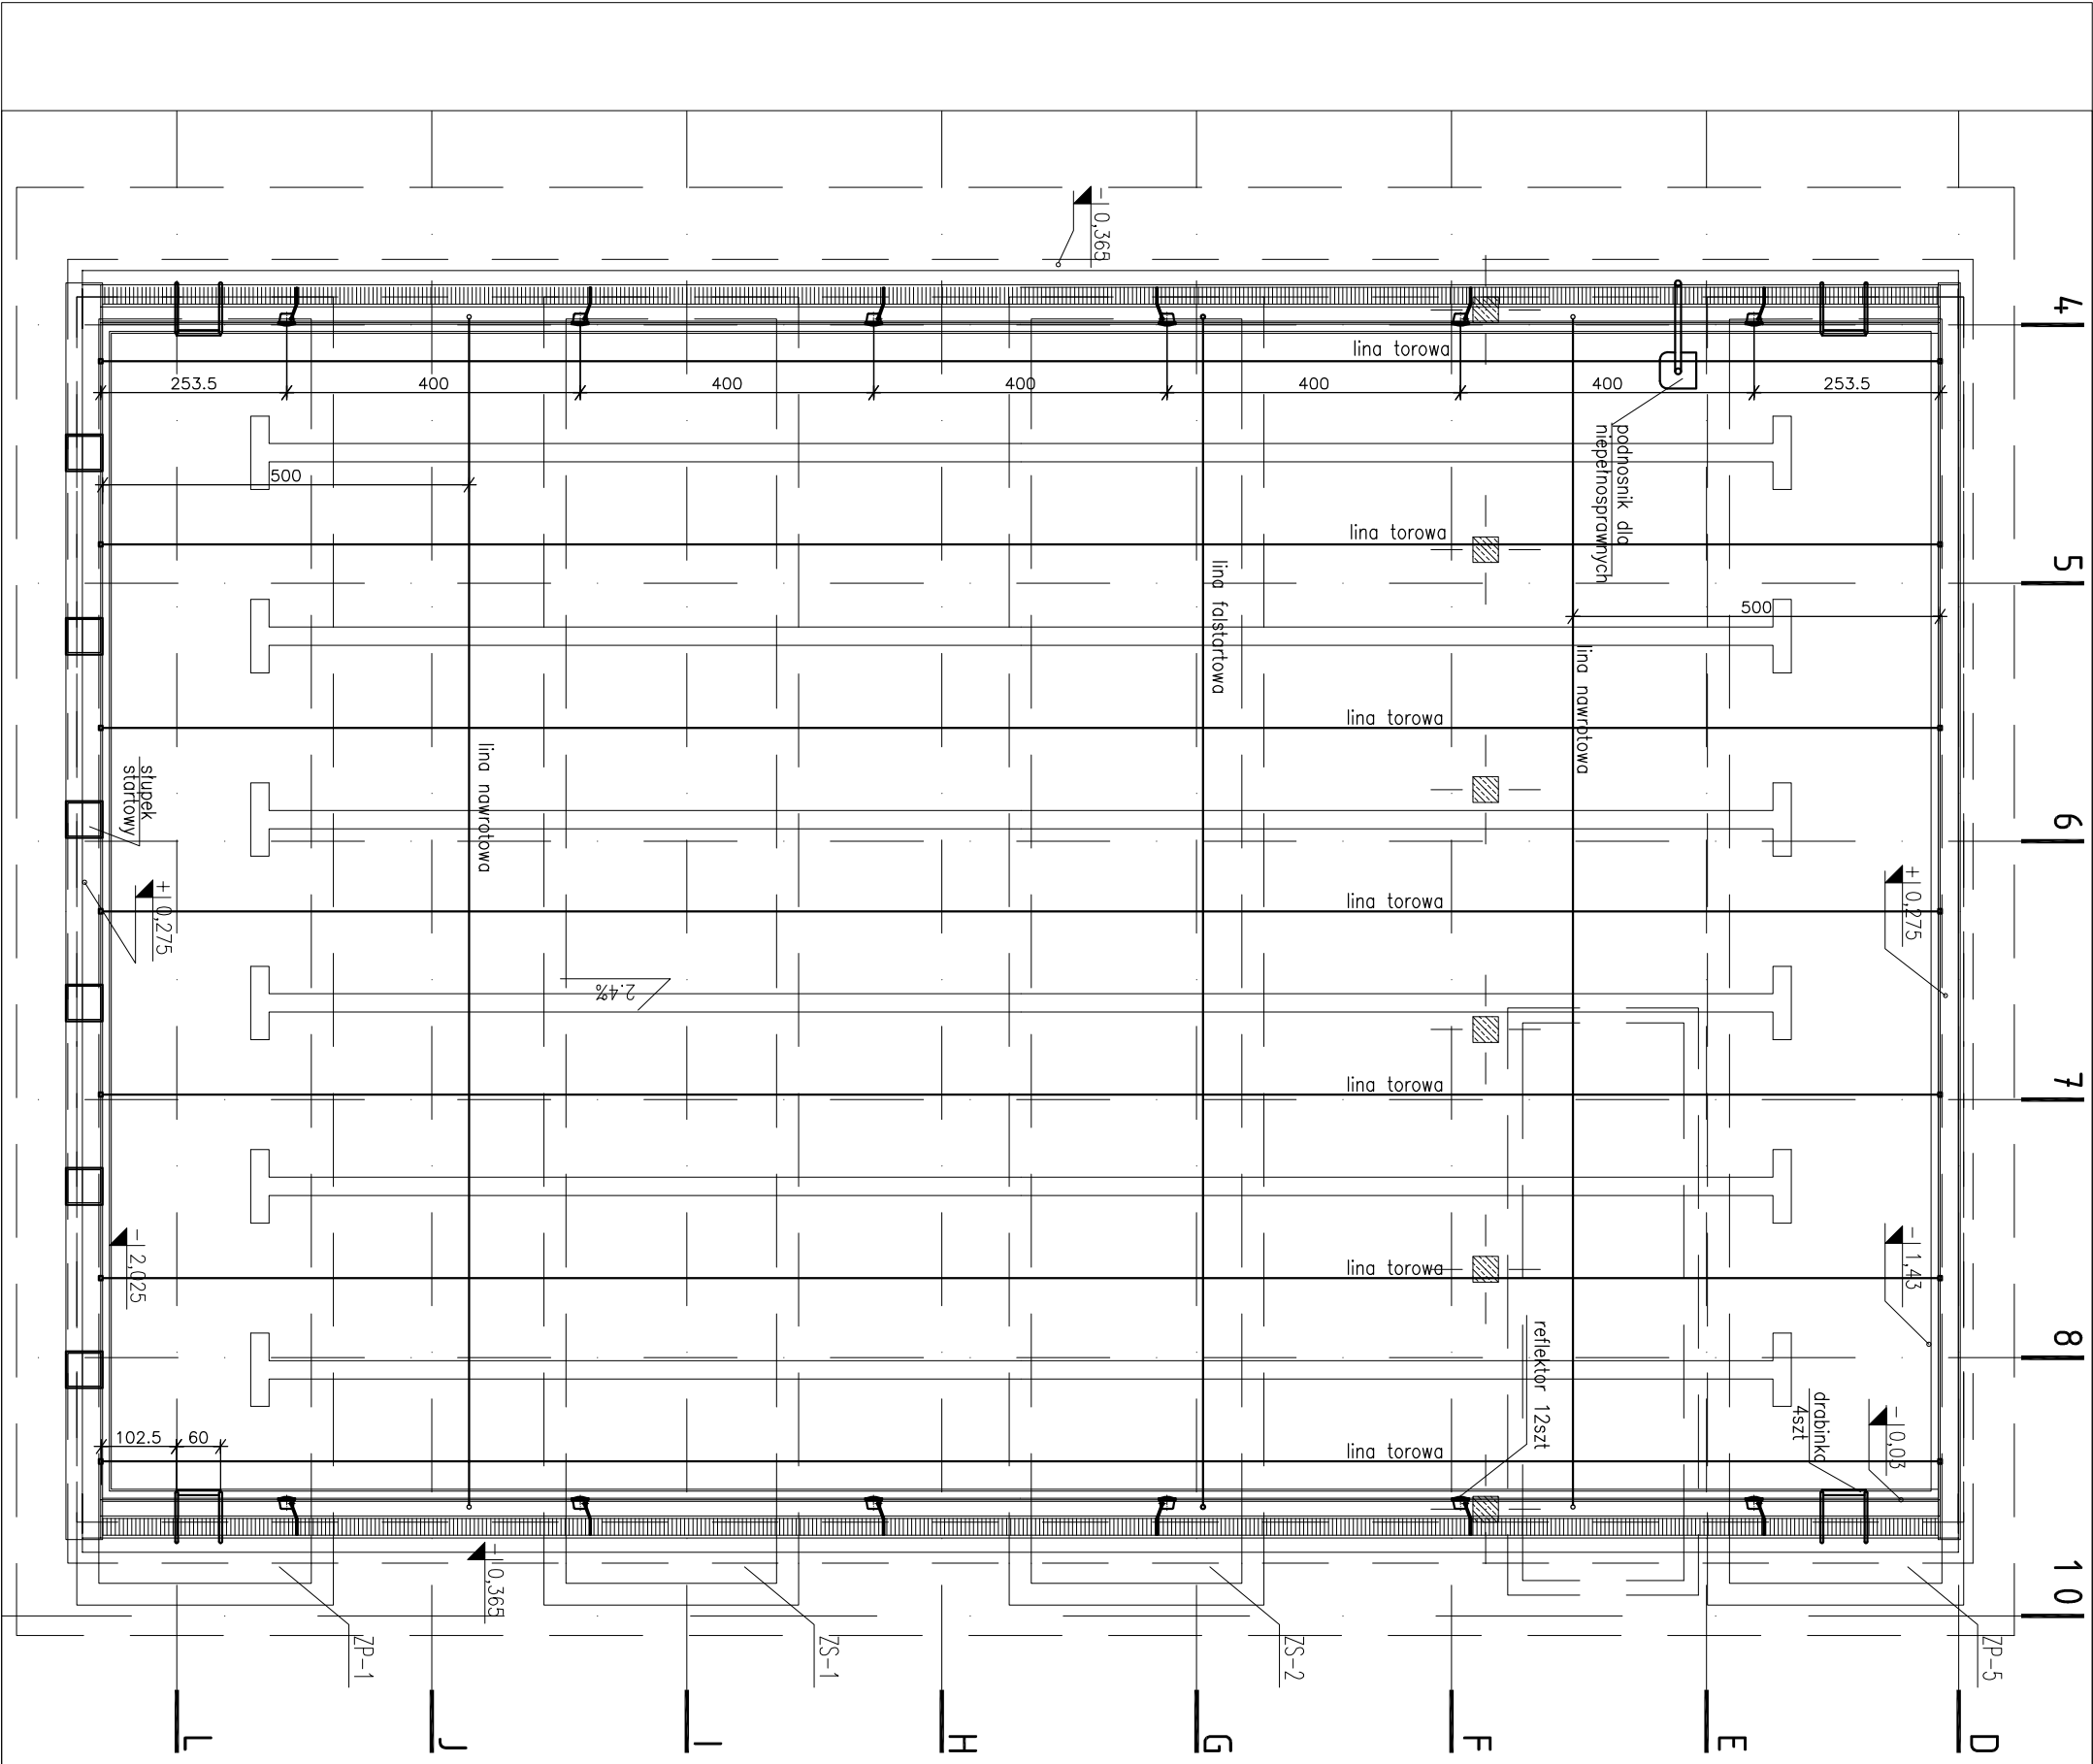 4
5
6
7
8
10
- 0,365
lina torowa
253.5
400
400
400
400
400
253.5
podnosnik dla
niepełnosprawnych
500
lina torowa
lina falstartowa
500
lina nawrotowa
lina torowa
lina nawrotowa
słupek
startowy
+ 0,275
+ 0,275
lina torowa
2.4%
lina torowa
- 2,025
- 1,43
lina torowa
reflektor 12szt
drabinka
4szt
- 0,03
102.5
60
lina torowa
- 0,365
ZP-1
ZS-1
ZS-2
ZP-5
L
J
I
H
G
F
E
D